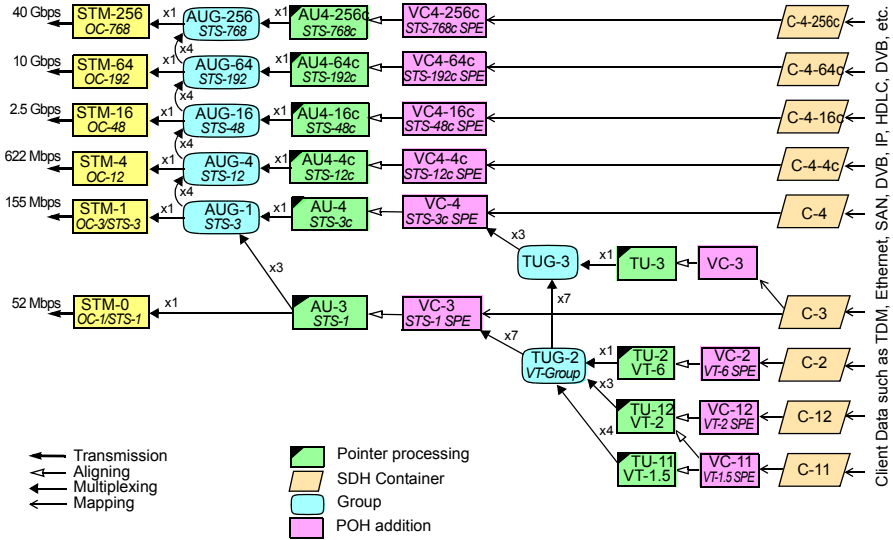 40 Gbps
STM-256
OC-768
x1
AUG-256
STS-768
x1
AU4-256c
STS-768c
VC4-256c
STS-768c SPE
C-4-256c
x4
10 Gbps
STM-64
OC-192
x1
AUG-64
STS-192
x1
AU4-64c
STS-192c
VC4-64c
STS-192c SPE
C-4-64c
x4
2.5 Gbps
STM-16
OC-48
x1
AUG-16
STS-48
x1
AU4-16c
STS-48c
VC4-16c
STS-48c SPE
C-4-16c
x4
622 Mbps
STM-4
OC-12
x1
AUG-4
STS-12
x1
AU4-4c
STS-12c
VC4-4c
STS-12c SPE
C-4-4c
x4
155 Mbps
STM-1
OC-3/STS-3
x1
AUG-1
STS-3
x1
AU-4
STS-3c
VC-4
STS-3c SPE
C-4
x3
x3
TUG-3
x1
TU-3
VC-3
x7
52 Mbps
STM-0
OC-1/STS-1
x1
AU-3
STS-1
VC-3
STS-1 SPE
C-3
x7
TUG-2
VT-Group
x1
TU-2
VT-6
VC-2
VT-6 SPE
C-2
x3
TU-12
VT-2
VC-12
VT-2 SPE
C-12
x4
TU-11
VT-1.5
VC-11
VT-1.5 SPE
C-11
Client Data such as TDM, Ethernet, SAN, DVB, IP, HDLC, DVB, etc.
Transmission
Aligning
Multiplexing
Mapping
Pointer processing
SDH Container
Group
POH addition